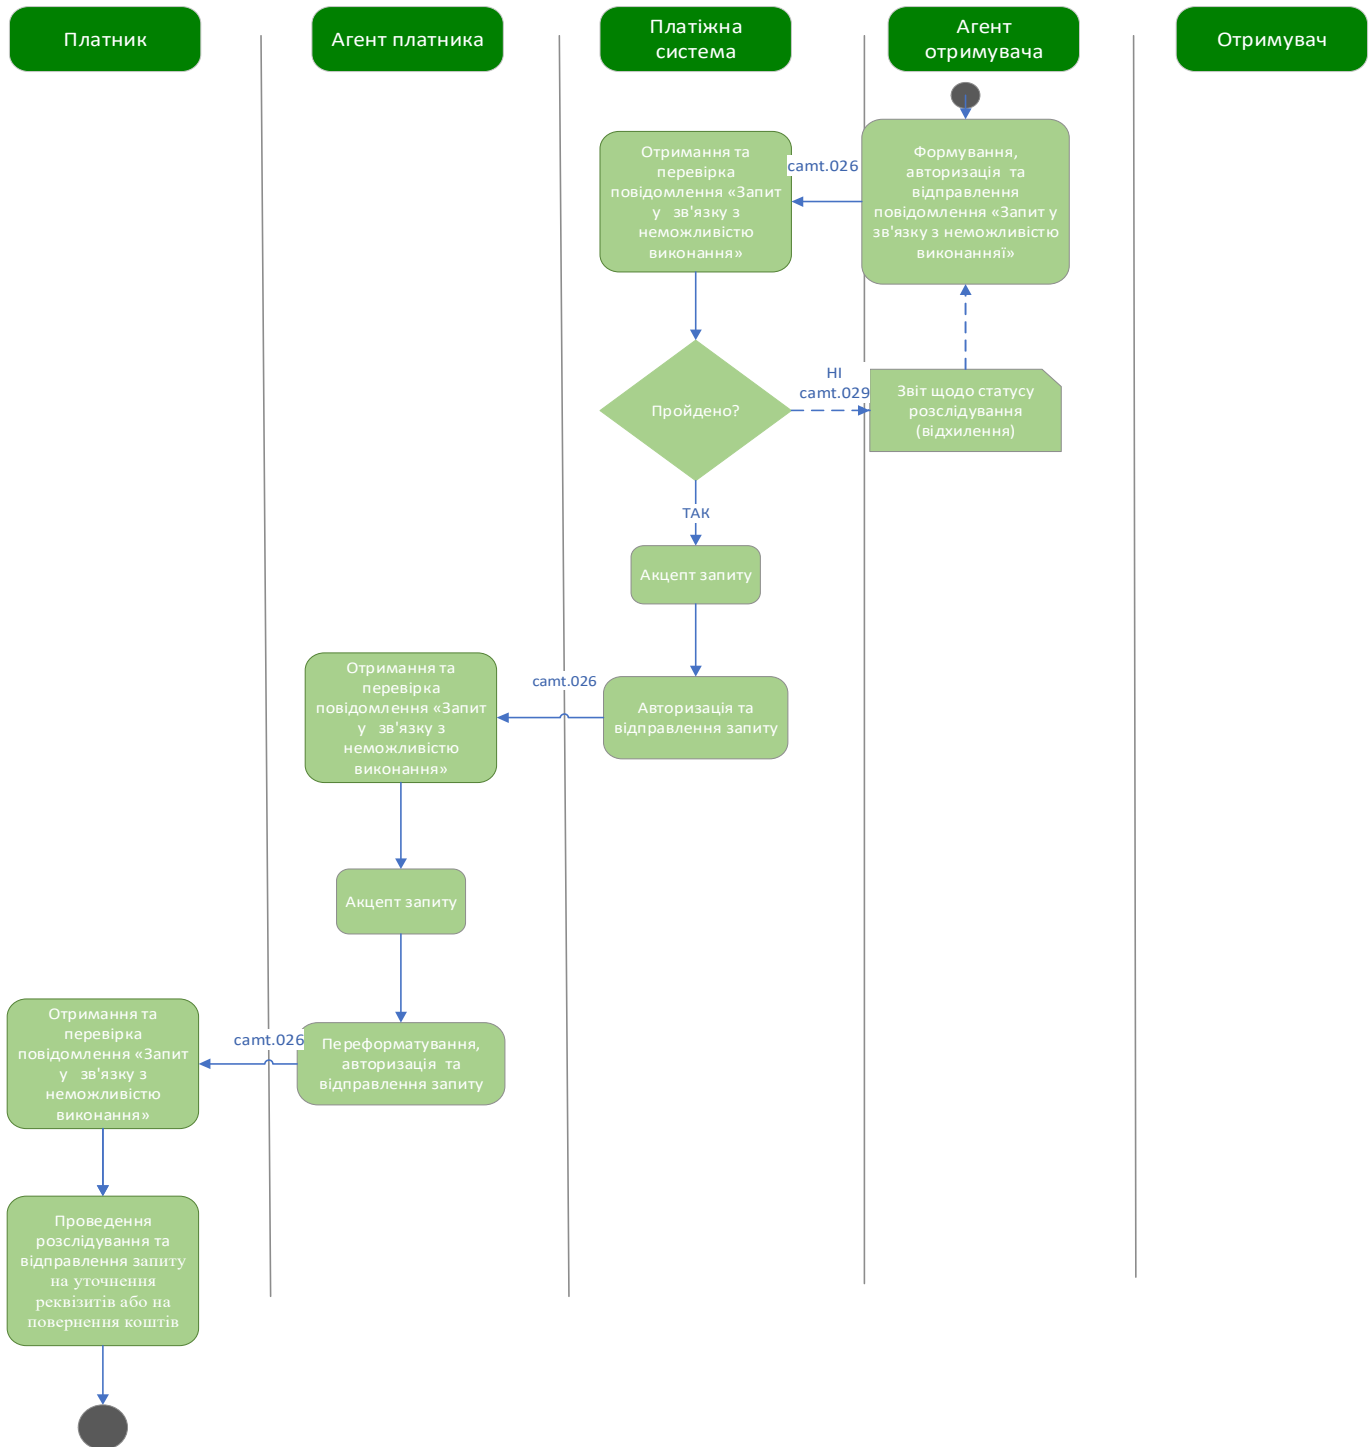 Платник
Агент платника
Платіжна
система
Агент
отримувача
Отримувач
Формування,
авторизація та
відправлення
повідомлення «Запит у
зв'язку з неможливістю
виконанняї»
camt.026
Отримання та
перевірка
повідомлення «Запит
у зв'язку з
неможливістю
виконання»
Пройдено?
НІ
camt.029
Звіт щодо статусу
розслідування
(відхилення)
ТАК
Акцепт запиту
Авторизація та
відправлення запиту
camt.026
Отримання та
перевірка
повідомлення «Запит
у зв'язку з
неможливістю
виконання»
Акцепт запиту
Переформатування,
авторизація та
відправлення запиту
camt.026
Отримання та
перевірка
повідомлення «Запит
у зв'язку з
неможливістю
виконання»
Проведення
розслідування та
відправлення запиту
на уточнення
реквізитів або на
повернення коштів